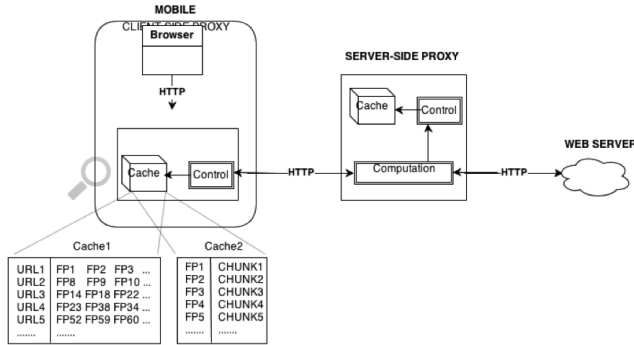 MOBILE
CLIENT-SIDE PROXY
Browser
HTTP
SERVER-SIDE PROXY
Cache
Control
WEB SERVER
Cache
Control
HTTP
Computation
HTTP
Cache1
URL1 FP1 FP2 FP3 ...
URL2 FP8 FP9 FP10 ...
URL3 FP14 FP18 FP22 ...
URL4 FP23 FP38 FP34 ...
URL5 FP52 FP59 FP60 ...
....... .......
Cache2
FP1 CHUNK1
FP2 CHUNK2
FP3 CHUNK3
FP4 CHUNK4
FP5 CHUNK5
....... .......